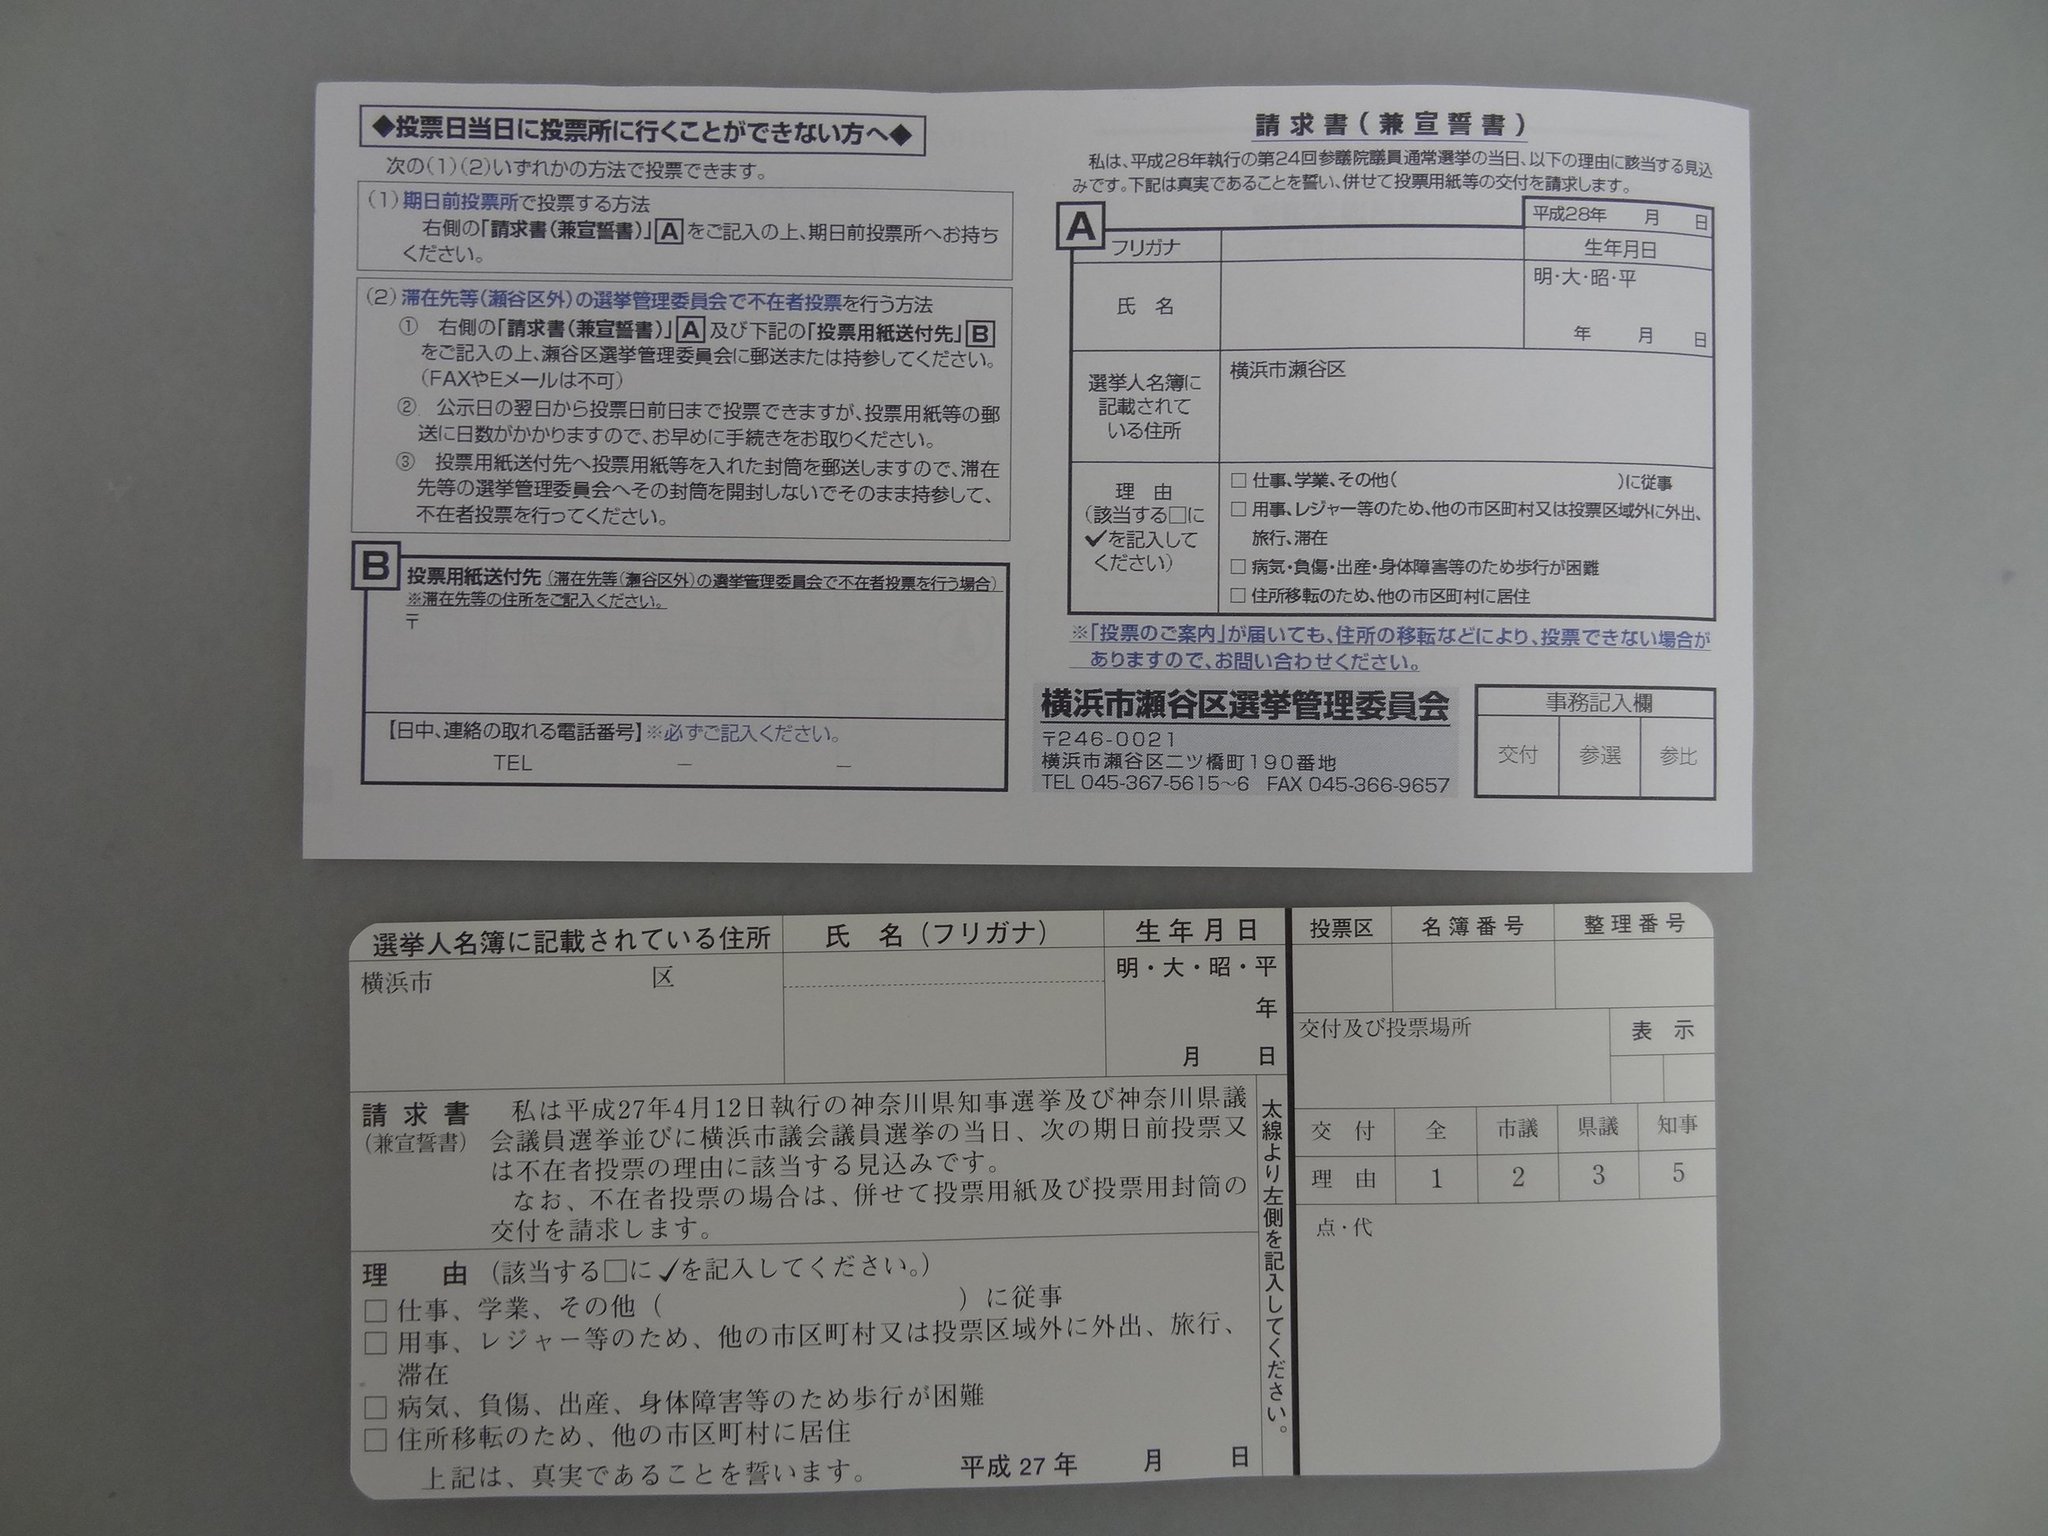 ◆投票日当日に投票所に行くことができない方へ◆
次の(1)(2)いずれかの方法で投票できます。
(1)期日前投票所で投票する方法
右側の「請求書(兼宣誓書)」Aをご記入の上、期日前投票所へお持ち
ください。
(2)滞在先等(瀬谷区外)の選挙管理委員会で不在者投票を行う方法
① 右側の「請求書(兼宣誓書)」A及び下記の「投票用紙送付先」B
をご記入の上、瀬谷区選挙管理委員会に郵送または持参してください。
(FAXやEメールは不可)
② 公示日の翌日から投票日前日まで投票できますが、投票用紙等の郵
送に日数がかかりますので、お早めに手続きをお取りください。
③ 投票用紙送付先へ投票用紙等を入れた封筒を郵送しますので、滞在
先等の選挙管理委員会へその封筒を開封しないでそのまま持参して、
不在者投票を行ってください。
B
投票用紙送付先(滞在先等(瀬谷区外)の選挙管理委員会で不在者投票を行う場合)
※滞在先等の住所をご記入ください。
〒
【日中、連絡の取れる電話番号】※必ずご記入ください。
TEL － －
請求書(兼宣誓書)
私は、平成28年執行の第24回参議院議員通常選挙の当日、以下の理由に該当する見込
みです。下記は真実であることを誓い、併せて投票用紙等の交付を請求します。
A
平成28年 月 日
フリガナ
生年月日
氏 名
明・大・昭・平
年 月 日
選挙人名簿に
記載されて
いる住所
横浜市瀬谷区
理 由
(該当する□に
✓を記入して
ください)
□ 仕事、学業、その他( )に従事
□ 用事、レジャー等のため、他の市区町村又は投票区域外に外出、
旅行、滞在
□ 病気・負傷・出産・身体障害等のため歩行が困難
□ 住所移転のため、他の市区町村に居住
※「投票のご案内」が届いても、住所の移転などにより、投票できない場合が
ありますので、お問い合わせください。
横浜市瀬谷区選挙管理委員会
〒246-0021
横浜市瀬谷区二ツ橋町190番地
TEL 045-367-5615～6 FAX 045-366-9657
事務記入欄
交付 参選 参比
選挙人名簿に記載されている住所
横浜市 区
氏 名(フリガナ)
生年月日
明・大・昭・平
年
月 日
請求書
(兼宣誓書)
私は平成27年4月12日執行の神奈川県知事選挙及び神奈川県議
会議員選挙並びに横浜市議会議員選挙の当日、次の期日前投票又
は不在者投票の理由に該当する見込みです。
なお、不在者投票の場合は、併せて投票用紙及び投票用封筒の
交付を請求します。
理 由 (該当する□に✓を記入してください。)
□ 仕事、学業、その他( )に従事
□ 用事、レジャー等のため、他の市区町村又は投票区域外に外出、旅行、
滞在
□ 病気、負傷、出産、身体障害等のため歩行が困難
□ 住所移転のため、他の市区町村に居住
上記は、真実であることを誓います。 平成27年 月 日
太線より左側を記入してください。
投票区 名簿番号 整理番号
交付及び投票場所
表 示
交 付 全 市議 県議 知事
理 由 1 2 3 5
点・代